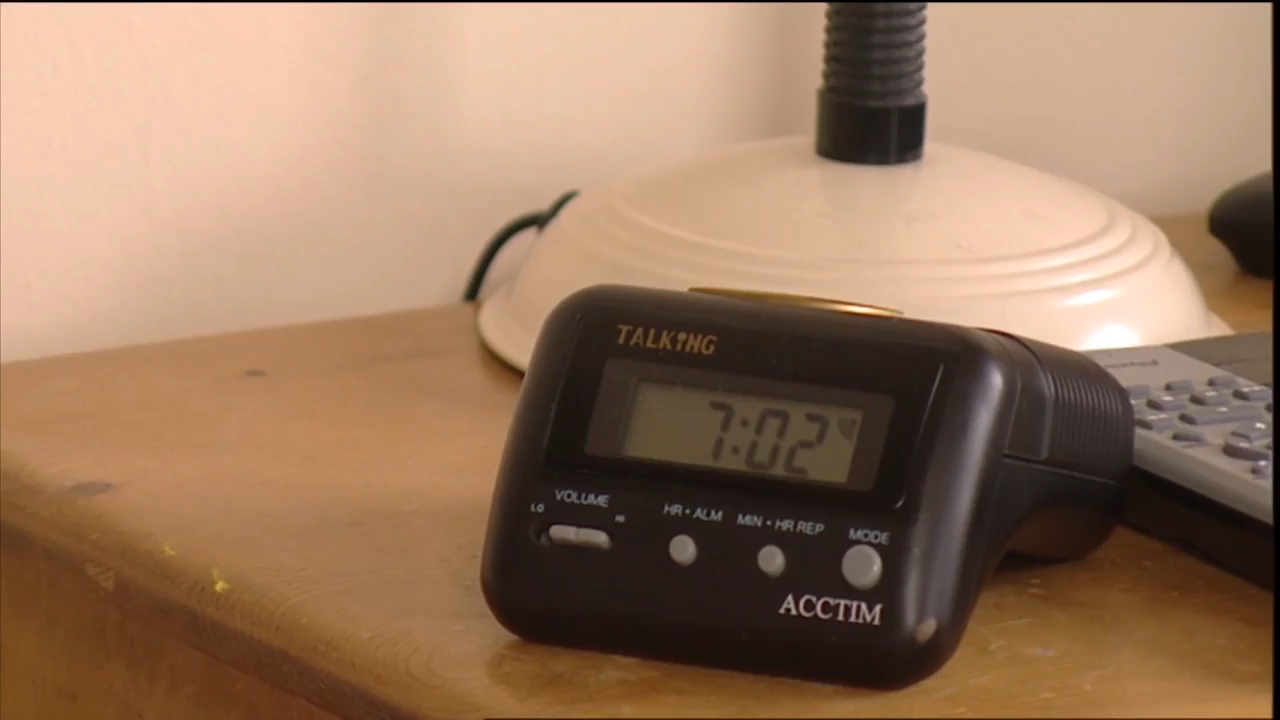 TALKING
7:02
VOLUME
LO
HI
HR • ALM
MIN • HR REP
MODE
ACCTIM